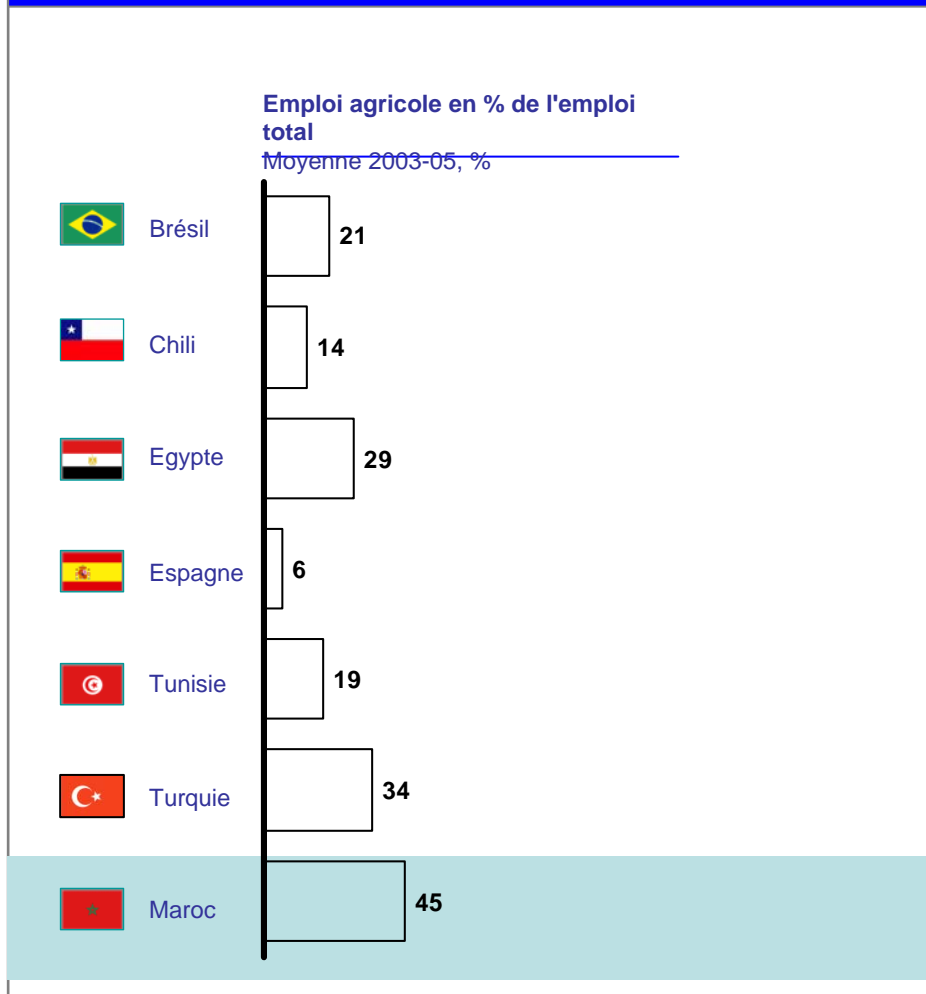 Emploi agricole en % de l'emploi
total
Moyenne 2003-05, %
Brésil 21
Chili 14
Egypte 29
Espagne 6
Tunisie 19
Turquie 34
Maroc 45